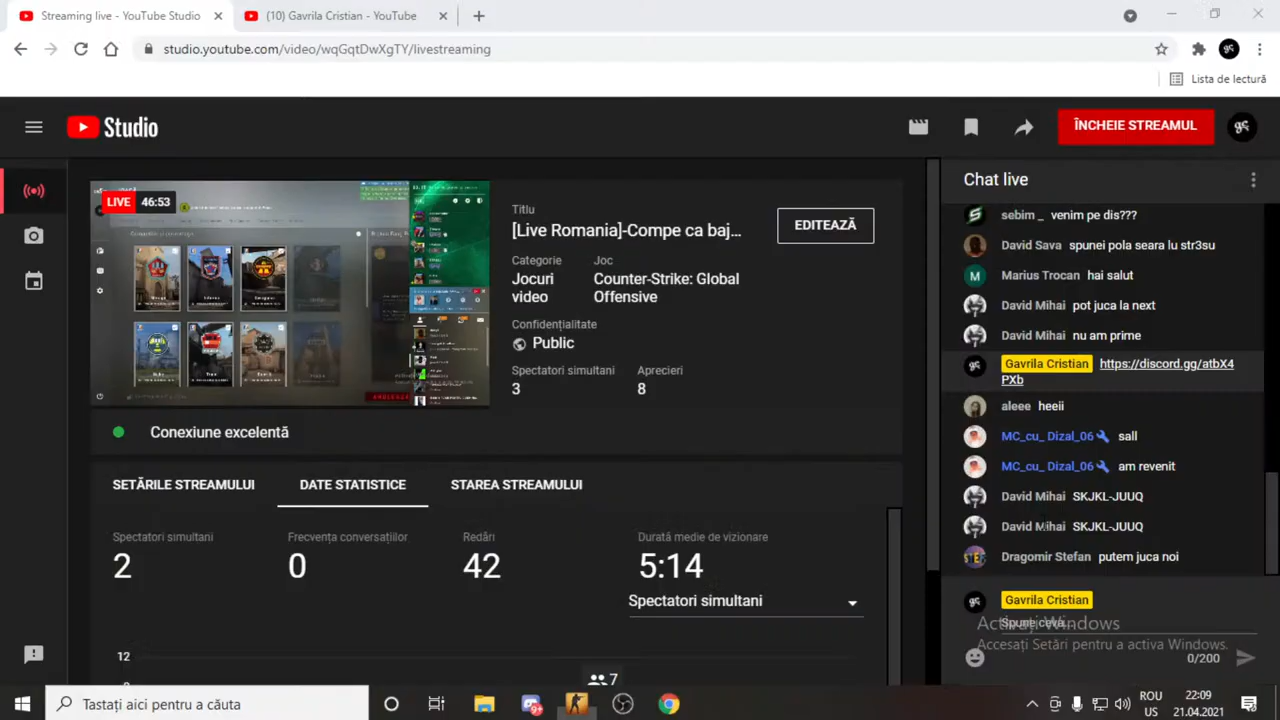 Streaming live - YouTube Studio
(10) Gavrila Cristian - YouTube
studio.youtube.com/video/wqGqtDwXgTY/livestreaming
Lista de lectură
Studio
ÎNCHEIE STREAMUL
LIVE 46:53
Titlu
[Live Romania]-Compe ca baj...
EDITEAZĂ
Categorie
Joc
Jocuri video
Counter-Strike: Global Offensive
Confidențialitate
Public
Spectatori simultani
Aprecieri
3
8
Conexiune excelentă
SETĂRILE STREAMULUI
DATE STATISTICE
STAREA STREAMULUI
Spectatori simultani
Frecvența conversațiilor
Redări
Durată medie de vizionare
2
0
42
5:14
Spectatori simultani
12
7
Chat live
sebim _ venim pe dis???
David Sava spunei pola seara lu str3su
Marius Trocan hai salut
David Mihai pot juca la next
David Mihai nu am prime
Gavrila Cristian https://discord.gg/atbX4
PXb
aleee heeii
MC_cu_ Dizal_06 sall
MC_cu_ Dizal_06 am revenit
David Mihai SKJKL-JUUQ
David Mihai SKJKL-JUUQ
Dragomir Stefan putem juca noi
Gavrila Cristian
Spune ceva...
Activați Windows
Accesați Setări pentru a activa Windows.
0/200
Tastați aici pentru a căuta
ROU
US
22:09
21.04.2021